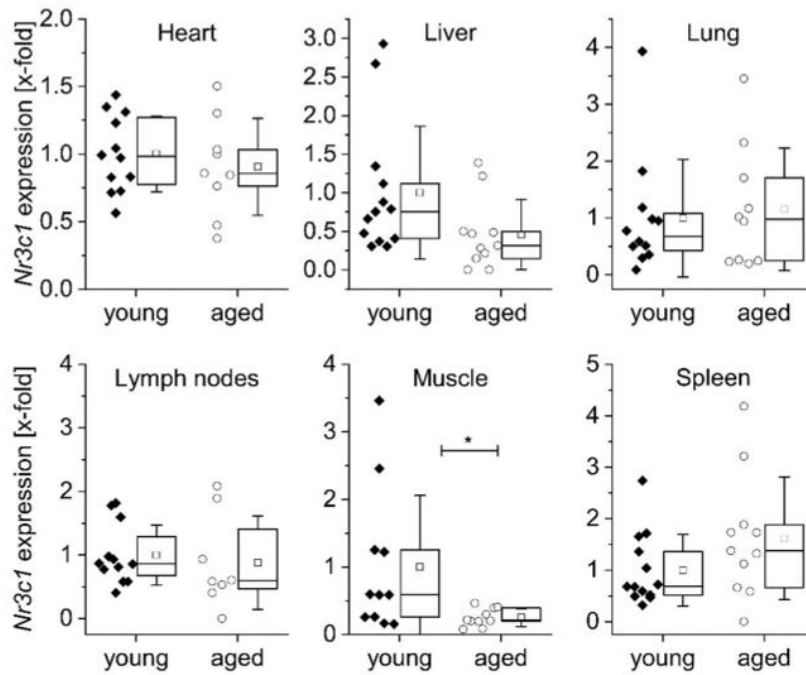 Heart
Liver
Lung
Nr3c1 expression [x-fold]
2.0
1.5
1.0
0.5
0.0
3.0
2.5
2.0
1.5
1.0
0.5
0.0
4
3
2
1
0
young aged
young aged
young aged
Lymph nodes
Muscle
Spleen
Nr3c1 expression [x-fold]
4
3
2
1
0
4
3
2
1
0
*
5
4
3
2
1
0
young aged
young aged
young aged